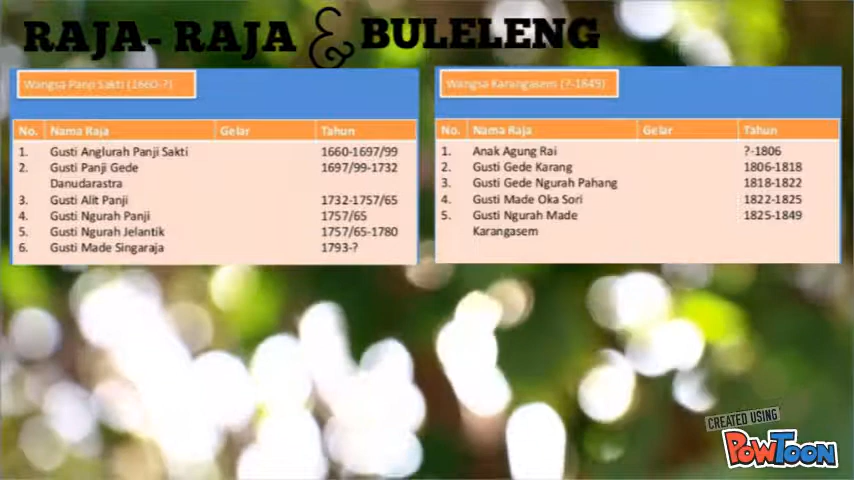 RAJA- RAJA & BULELENG
Wangsa Panji Sakti (1660-?)
No. Nama Raja Gelar Tahun
1. Gusti Anglurah Panji Sakti 1660-1697/99
2. Gusti Panji Gede 1697/99-1732
Danudarastra
3. Gusti Alit Panji 1732-1757/65
4. Gusti Ngurah Panji 1757/65
5. Gusti Ngurah Jelantik 1757/65-1780
6. Gusti Made Singaraja 1793-?
Wangsa Karangasem (?-1849)
No. Nama Raja Gelar Tahun
1. Anak Agung Rai ?-1806
2. Gusti Gede Karang 1806-1818
3. Gusti Gede Ngurah Pahang 1818-1822
4. Gusti Made Oka Sori 1822-1825
5. Gusti Ngurah Made 1825-1849
Karangasem
CREATED USING
POWTOON